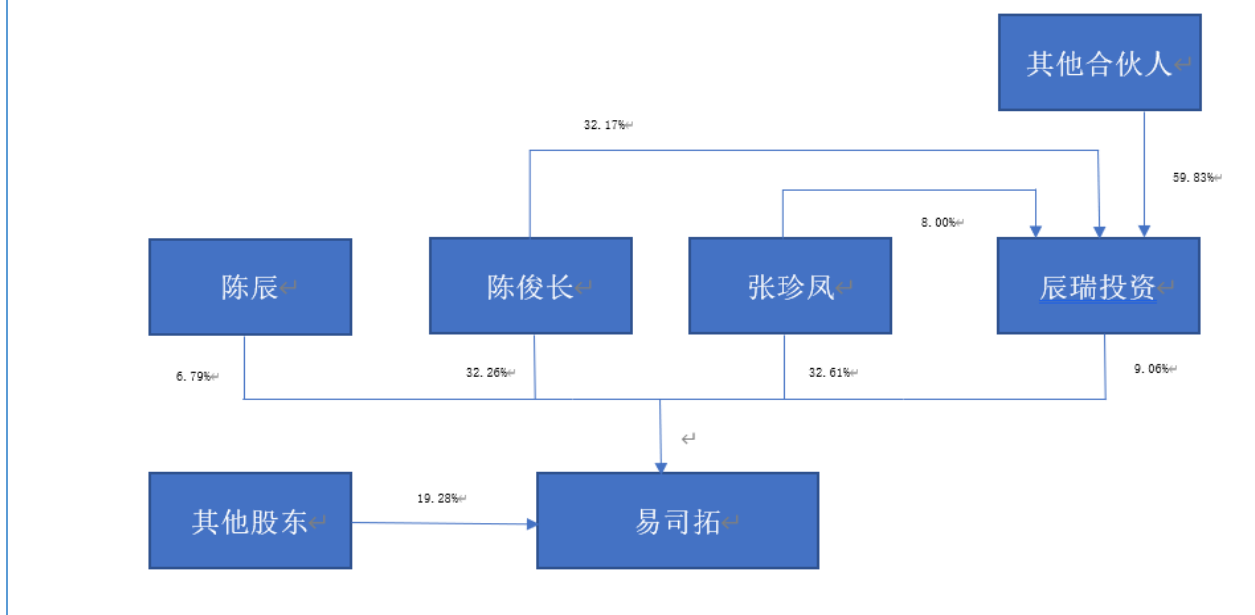 其他合伙人
32.17%
59.83%
8.00%
陈辰
陈俊长
张珍凤
辰瑞投资
6.79%
32.26%
32.61%
9.06%
其他股东
19.28%
易司拓